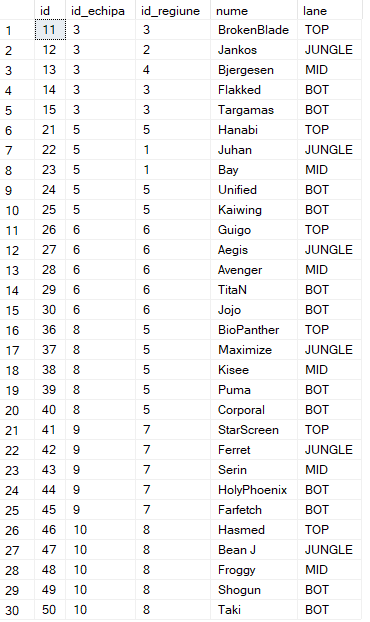 id id_echipa id_regiune nume lane
1 11 3 3 BrokenBlade TOP
2 12 3 2 Jankos JUNGLE
3 13 3 4 Bjergesen MID
4 14 3 3 Flakked BOT
5 15 3 3 Targamas BOT
6 21 5 5 Hanabi TOP
7 22 5 1 Juhan JUNGLE
8 23 5 1 Bay MID
9 24 5 5 Unified BOT
10 25 5 5 Kaiwing BOT
11 26 6 6 Guigo TOP
12 27 6 6 Aegis JUNGLE
13 28 6 6 Avenger MID
14 29 6 6 TitaN BOT
15 30 6 6 Jojo BOT
16 36 8 5 BioPanther TOP
17 37 8 5 Maximize JUNGLE
18 38 8 5 Kisee MID
19 39 8 5 Puma BOT
20 40 8 5 Corporal BOT
21 41 9 7 StarScreen TOP
22 42 9 7 Ferret JUNGLE
23 43 9 7 Serin MID
24 44 9 7 HolyPhoenix BOT
25 45 9 7 Farfetch BOT
26 46 10 8 Hasmed TOP
27 47 10 8 Bean J JUNGLE
28 48 10 8 Froggy MID
29 49 10 8 Shogun BOT
30 50 10 8 Taki BOT